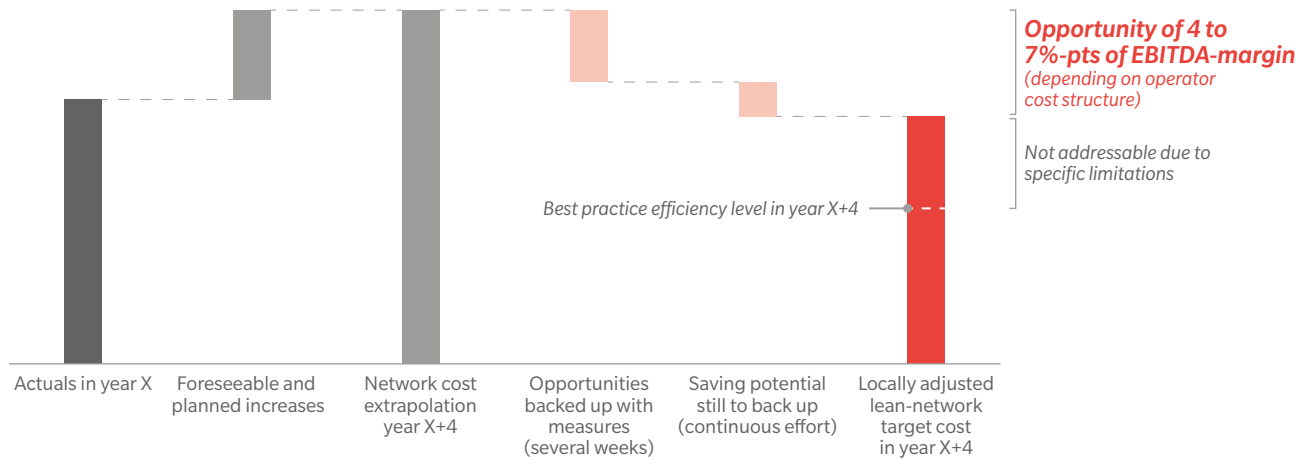 Opportunity of 4 to
7%-pts of EBITDA-margin
(depending on operator
cost structure)
Not addressable due to
specific limitations
Best practice efficiency level in year X+4
Actuals in year X
Foreseeable and
planned increases
Network cost
extrapolation
year X+4
Opportunities
backed up with
measures
(several weeks)
Saving potential
still to back up
(continuous effort)
Locally adjusted
lean-network
target cost
in year X+4